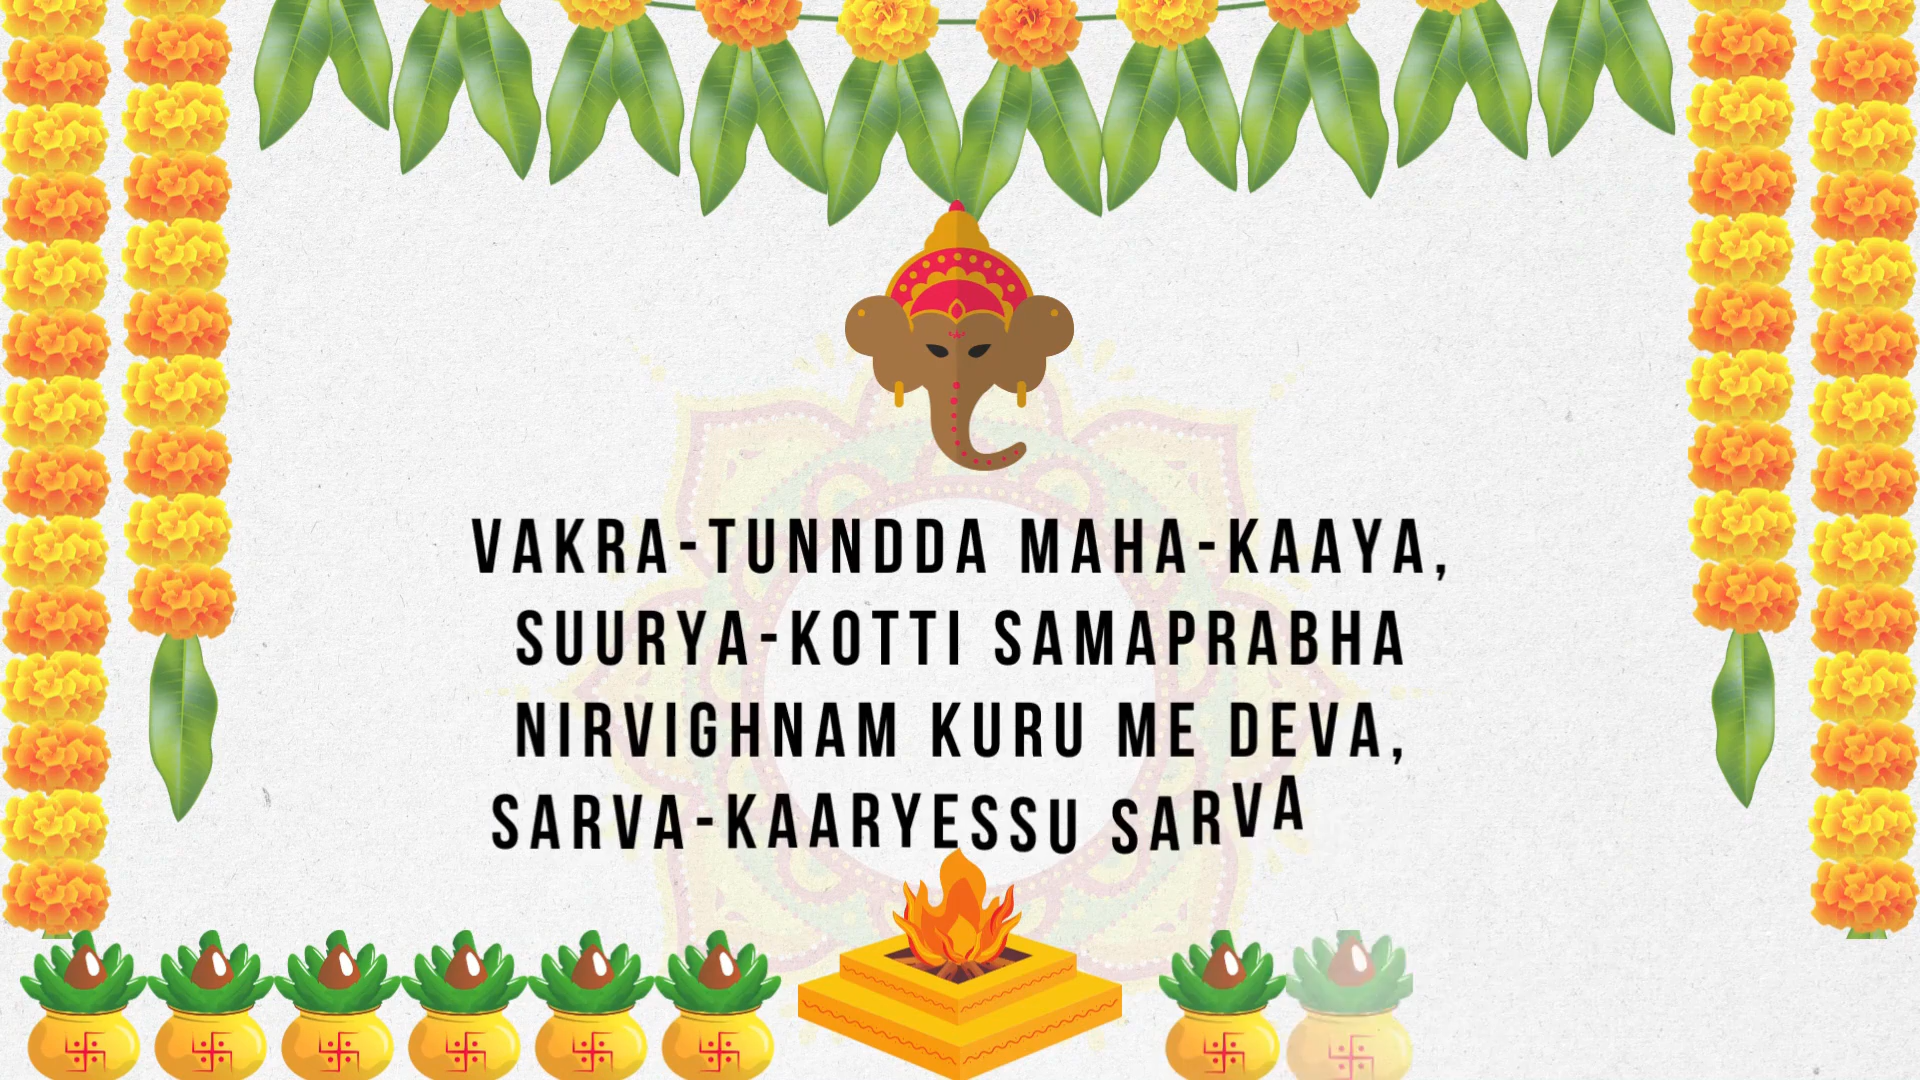 VAKRA-TUNNDDA MAHA-KAAYA,
SUURYA-KOTTI SAMAPRABHA
NIRVIGHNAM KURU ME DEVA,
SARVA-KAARYESSU SARVA